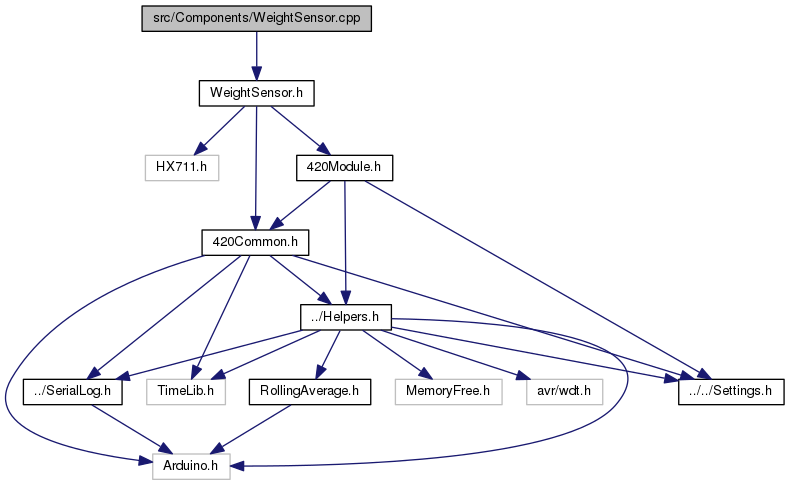 src/Components/WeightSensor.cpp
WeightSensor.h
HX711.h
420Module.h
420Common.h
../Helpers.h
../SerialLog.h
TimeLib.h
RollingAverage.h
MemoryFree.h
avr/wdt.h
../../Settings.h
Arduino.h